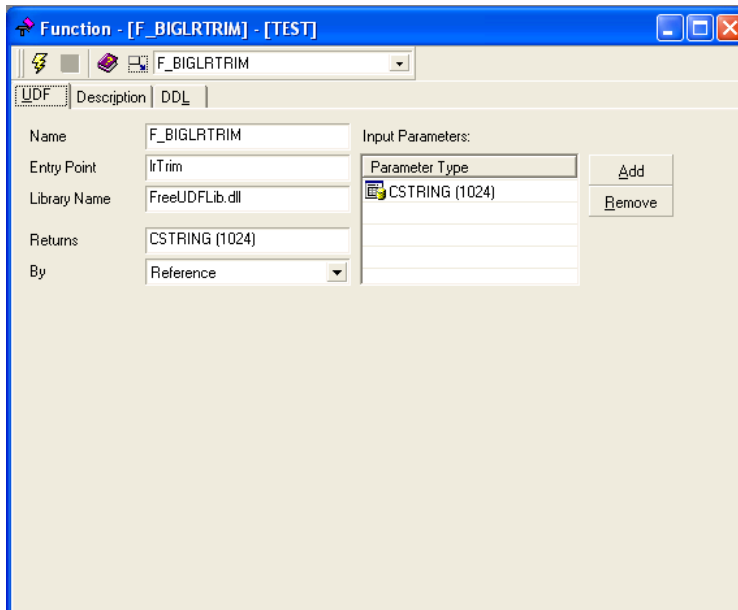 Function - [F_BIGLRTRIM] - [TEST]
F_BIGLRTRIM
UDF Description DDL
Name F_BIGLRTRIM Input Parameters:
Entry Point lrTrim Parameter Type Add
Library Name FreeUDFLib.dll CSTRING (1024) Remove
Returns CSTRING (1024)
By Reference